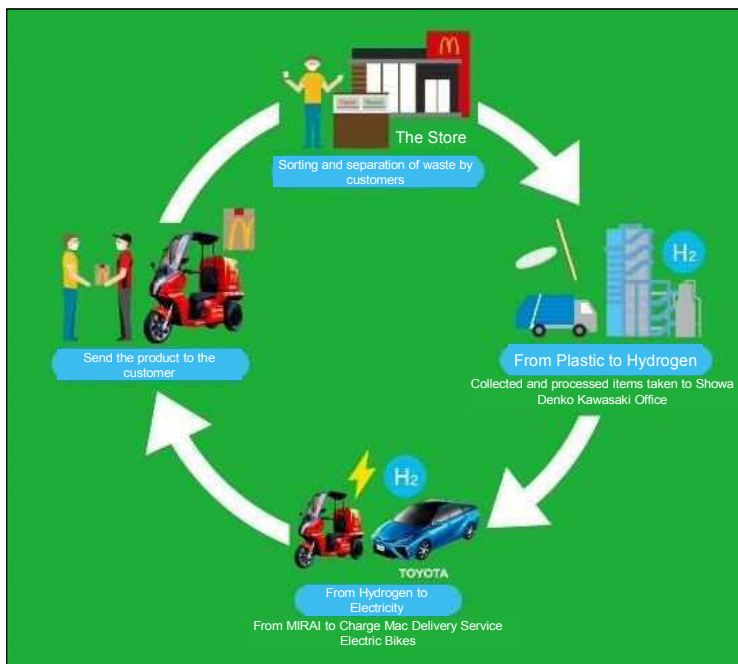 The Store
Sorting and separation of waste by
customers
H2
From Plastic to Hydrogen
Collected and processed items taken to Showa
Denko Kawasaki Office
H2
TOYOTA
From Hydrogen to
Electricity
From MIRAI to Charge Mac Delivery Service
Electric Bikes
Send the product to the
customer